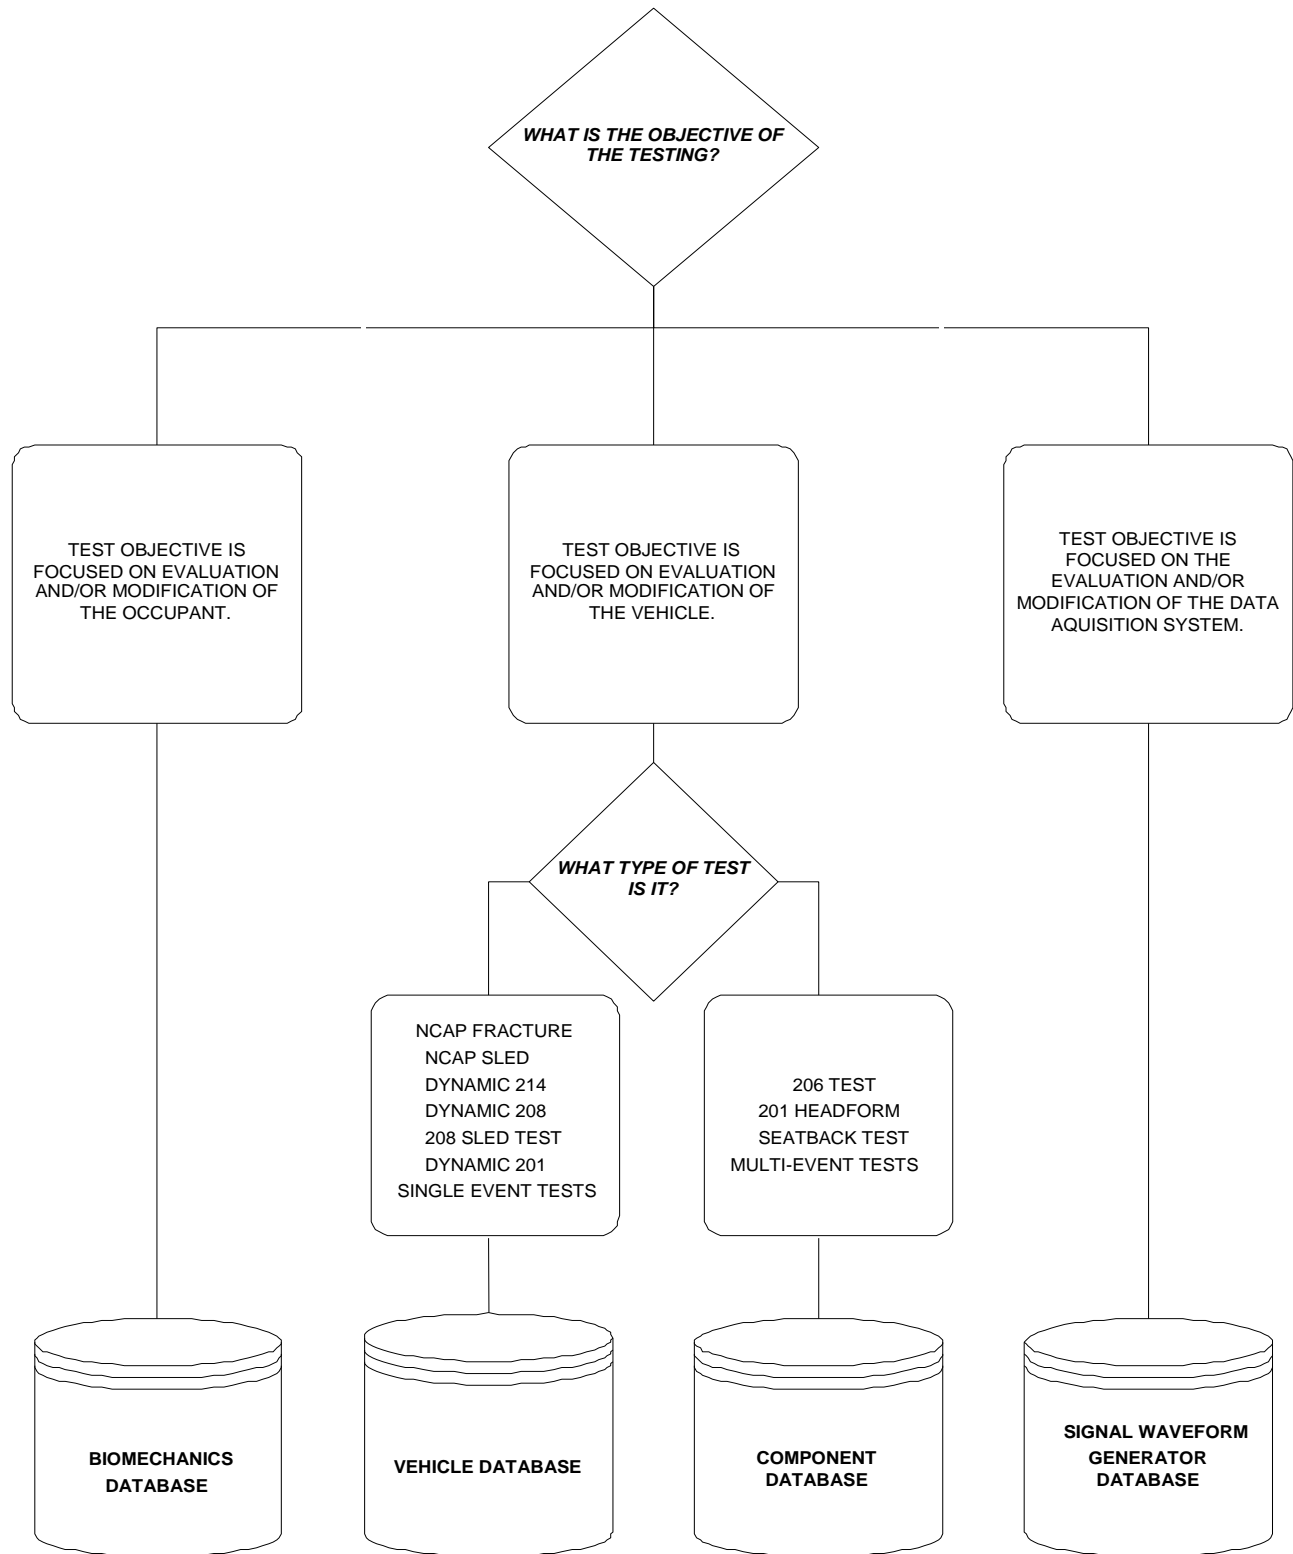 WHAT IS THE OBJECTIVE OF
THE TESTING?
TEST OBJECTIVE IS
FOCUSED ON EVALUATION
AND/OR MODIFICATION OF
THE OCCUPANT.
TEST OBJECTIVE IS
FOCUSED ON EVALUATION
AND/OR MODIFICATION OF
THE VEHICLE.
TEST OBJECTIVE IS
FOCUSED ON THE
EVALUATION AND/OR
MODIFICATION OF THE DATA
AQUISITION SYSTEM.
WHAT TYPE OF TEST
IS IT?
NCAP FRACTURE
NCAP SLED
DYNAMIC 214
DYNAMIC 208
208 SLED TEST
DYNAMIC 201
SINGLE EVENT TESTS
206 TEST
201 HEADFORM
SEATBACK TEST
MULTI-EVENT TESTS
BIOMECHANICS
DATABASE
VEHICLE DATABASE
COMPONENT
DATABASE
SIGNAL WAVEFORM
GENERATOR
DATABASE